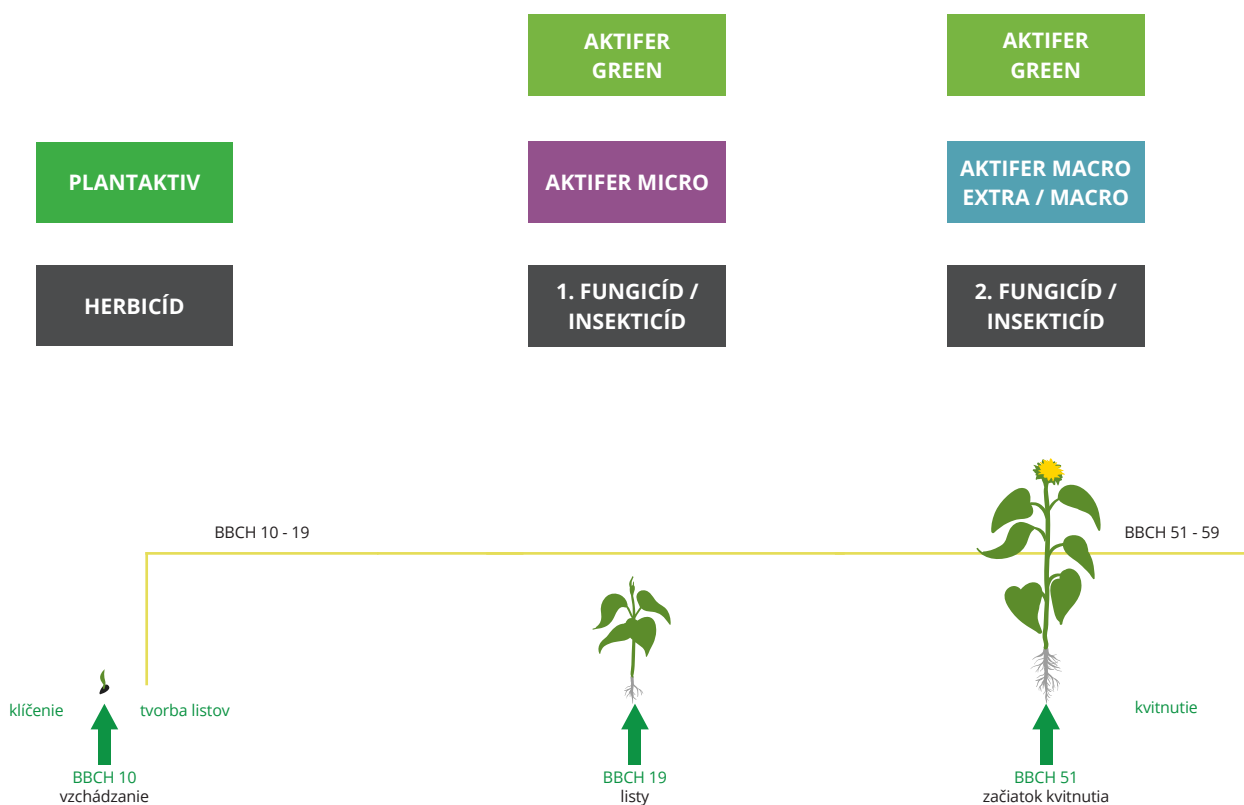 AKTIFER
GREEN
AKTIFER
GREEN
PLANTAKTIV
AKTIFER MICRO
AKTIFER MACRO
EXTRA / MACRO
HERBICÍD
1. FUNGICÍD /
INSEKTICÍD
2. FUNGICÍD /
INSEKTICÍD
BBCH 10 - 19
BBCH 51 - 59
klíčenie
tvorba listov
kvitnutie
BBCH 10
vzchádzanie
BBCH 19
listy
BBCH 51
začiatok kvitnutia